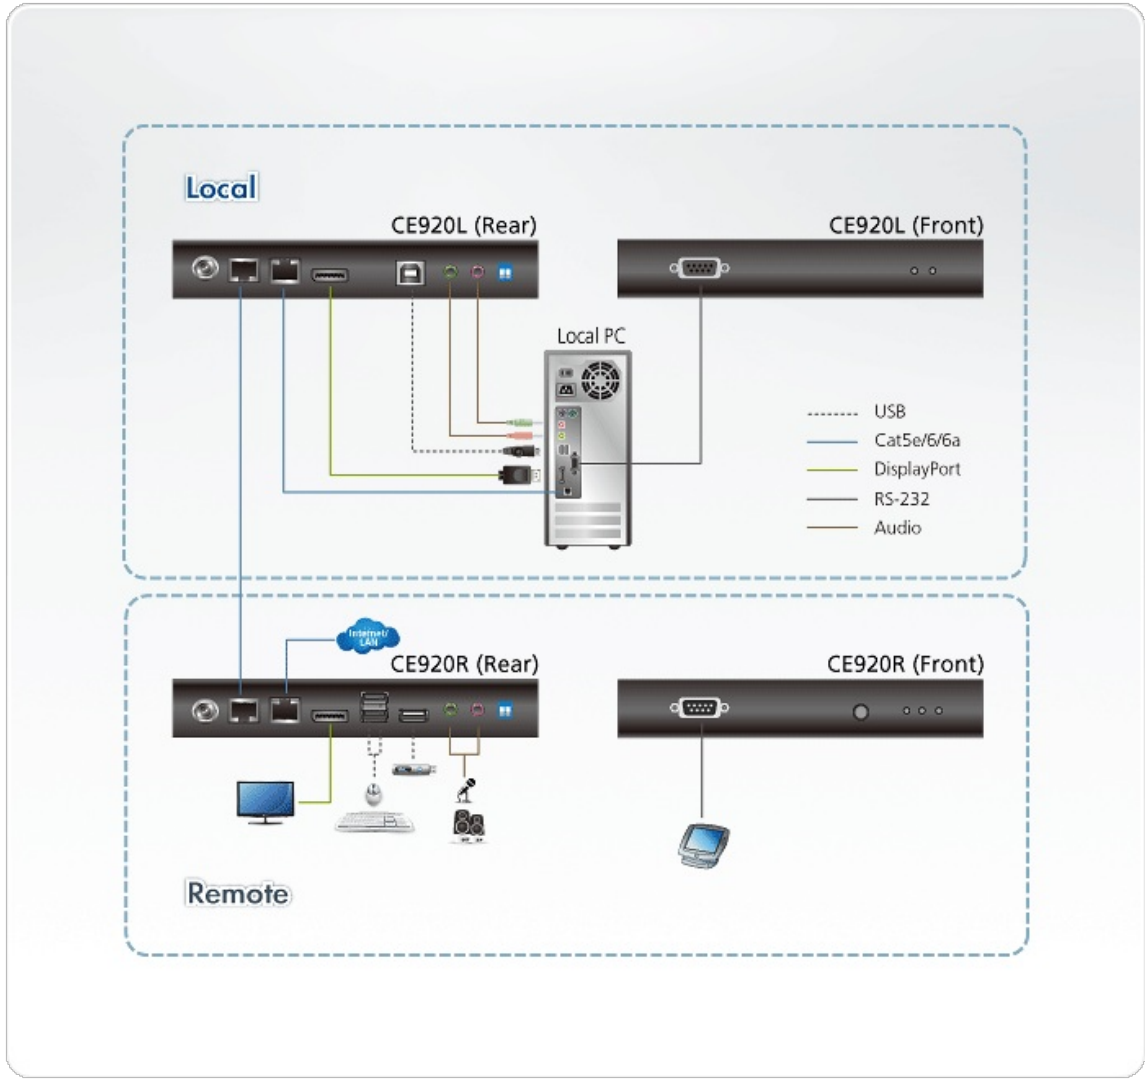 Local
CE920L (Rear)
CE920L (Front)
Local PC
USB
Cat5e/6/6a
DisplayPort
RS-232
Audio
Internet/
LAN
CE920R (Rear)
CE920R (Front)
Remote